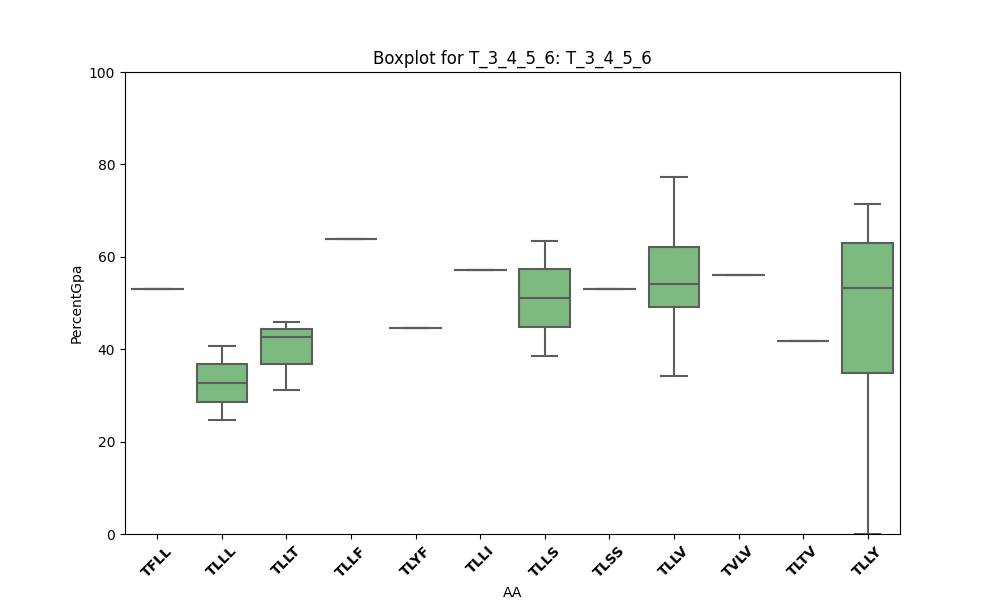 Boxplot for T_3_4_5_6: T_3_4_5_6
100
80
60
40
20
0
PercentGpa
TFLL
TLLL
TLLT
TLLF
TLYF
TLLI
TLLS
TLSS
TLLV
TVLV
TLTV
TLLY
AA